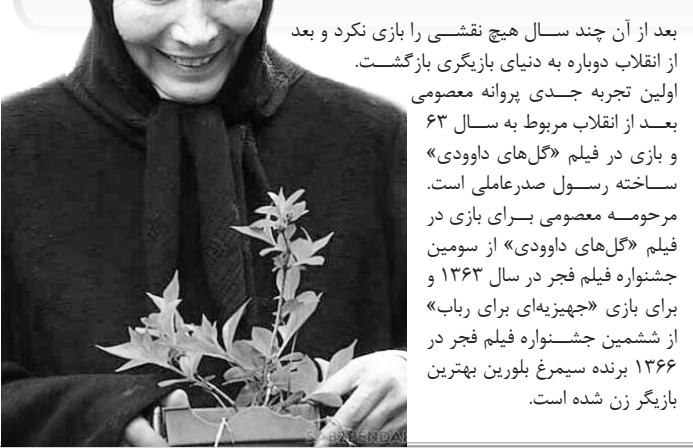 بعد از آن چند سال هیچ نقشی را بازی نکرد و بعد
از انقلاب دوباره به دنیای بازیگری بازگشت.
اولین تجربه جدی پروانه معصومی
بعد از انقلاب مربوط به سال ۶۳
و بازی در فیلم «گل‌های داوودی»
ساخته رسول صدرعاملی است.
مرحومه معصومی برای بازی در
فیلم «گل‌های داوودی» از سومین
جشنواره فیلم فجر در سال ۱۳۶۳ و
برای بازی «جهیزیه‌ای برای رباب»
از ششمین جشنواره فیلم فجر در
۱۳۶۶ برنده سیمرغ بلورین بهترین
بازیگر زن شده است.